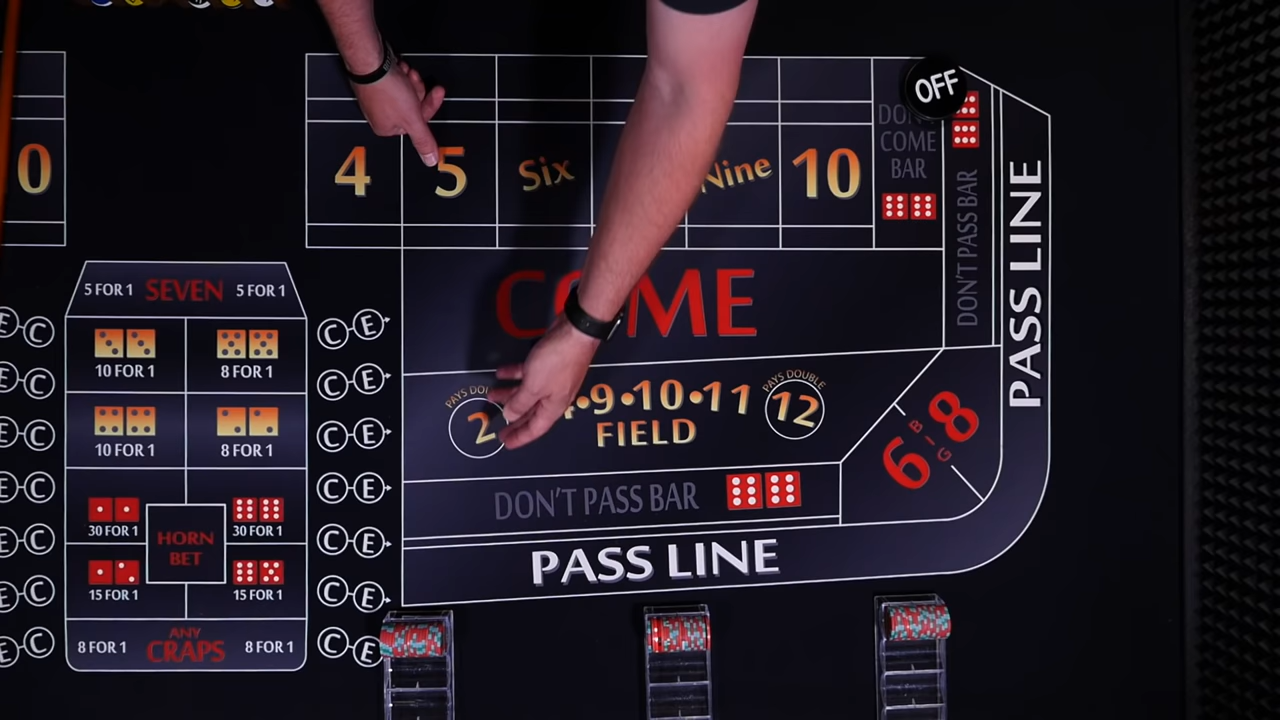 OFF
0
4
5
Six
Nine
10
DON'T
COME
BAR
DON'T PASS BAR
PASS LINE
COME
5 FOR 1 SEVEN 5 FOR 1
10 FOR 1
8 FOR 1
10 FOR 1
8 FOR 1
30 FOR 1
30 FOR 1
HORN
BET
15 FOR 1
15 FOR 1
8 FOR 1 ANY CRAPS 8 FOR 1
E C
E C
E C
E C
E C
E C
E C
C E
C E
C E
C E
C E
C E
C E
PAYS DOU
PAYS DOUBLE
2 •9•10•11 12
FIELD
6 8
BIG
DON'T PASS BAR
PASS LINE